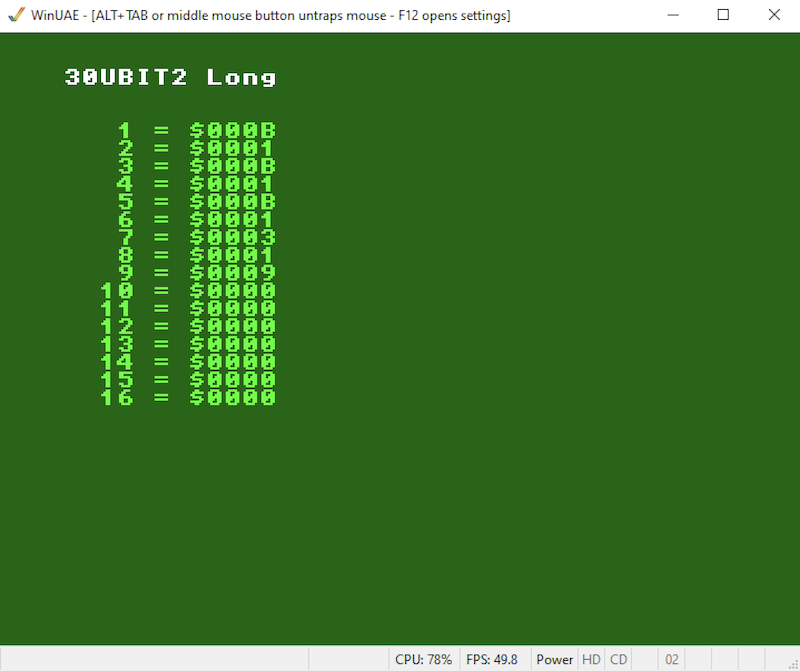 WinUAE - [ALT+TAB or middle mouse button untraps mouse - F12 opens settings]
30UBIT2 Long
1 = $000B
2 = $0001
3 = $000B
4 = $0001
5 = $000B
6 = $0001
7 = $0003
8 = $0001
9 = $0009
10 = $0000
11 = $0000
12 = $0000
13 = $0000
14 = $0000
15 = $0000
16 = $0000
CPU: 78% FPS: 49.8 Power HD CD 02